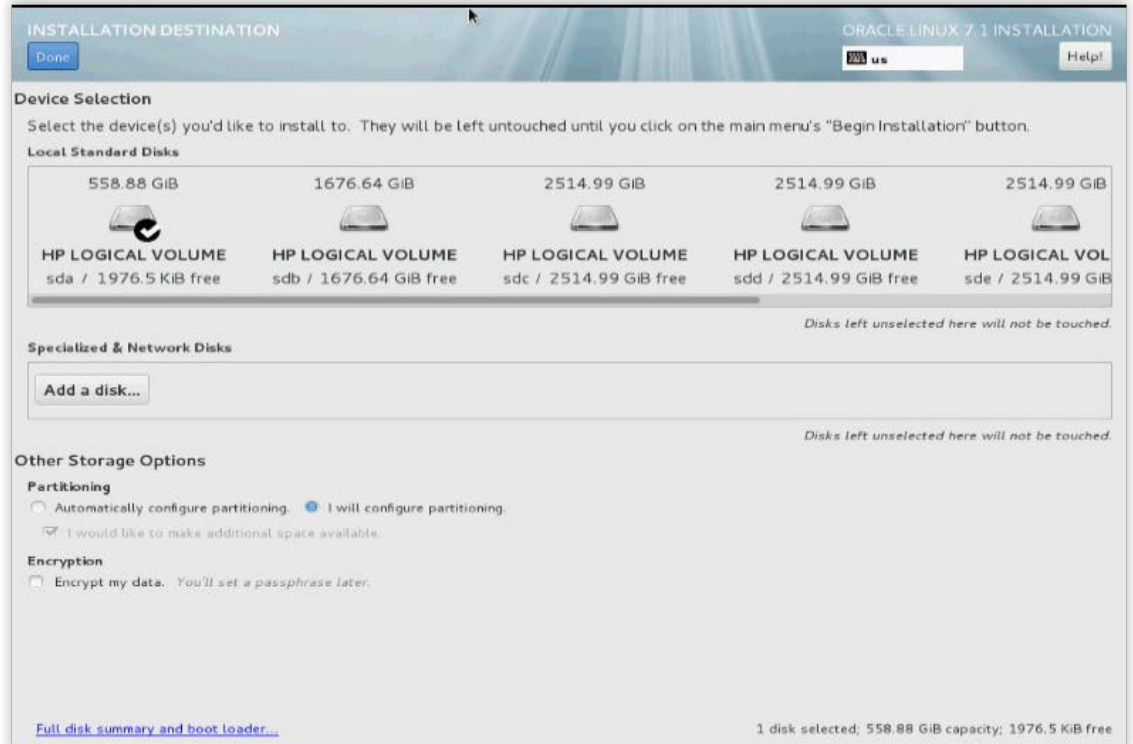 INSTALLATION DESTINATION
ORACLE LINUX 7.1 INSTALLATION
Done
us
Help!
Device Selection
Select the device(s) you'd like to install to. They will be left untouched until you click on the main menu's "Begin Installation" button.
Local Standard Disks
558.88 GiB 1676.64 GiB 2514.99 GiB 2514.99 GiB 2514.99 GiB
HP LOGICAL VOLUME HP LOGICAL VOLUME HP LOGICAL VOLUME HP LOGICAL VOLUME HP LOGICAL VOL
sda / 1976.5 KiB free sdb / 1676.64 GiB free sdc / 2514.99 GiB free sdd / 2514.99 GiB free sde / 2514.99 GiB
Disks left unselected here will not be touched.
Specialized & Network Disks
Add a disk...
Disks left unselected here will not be touched.
Other Storage Options
Partitioning
Automatically configure partitioning. I will configure partitioning.
I would like to make additional space available.
Encryption
Encrypt my data. You'll set a passphrase later.
Full disk summary and boot loader... 1 disk selected; 558.88 GiB capacity; 1976.5 KiB free